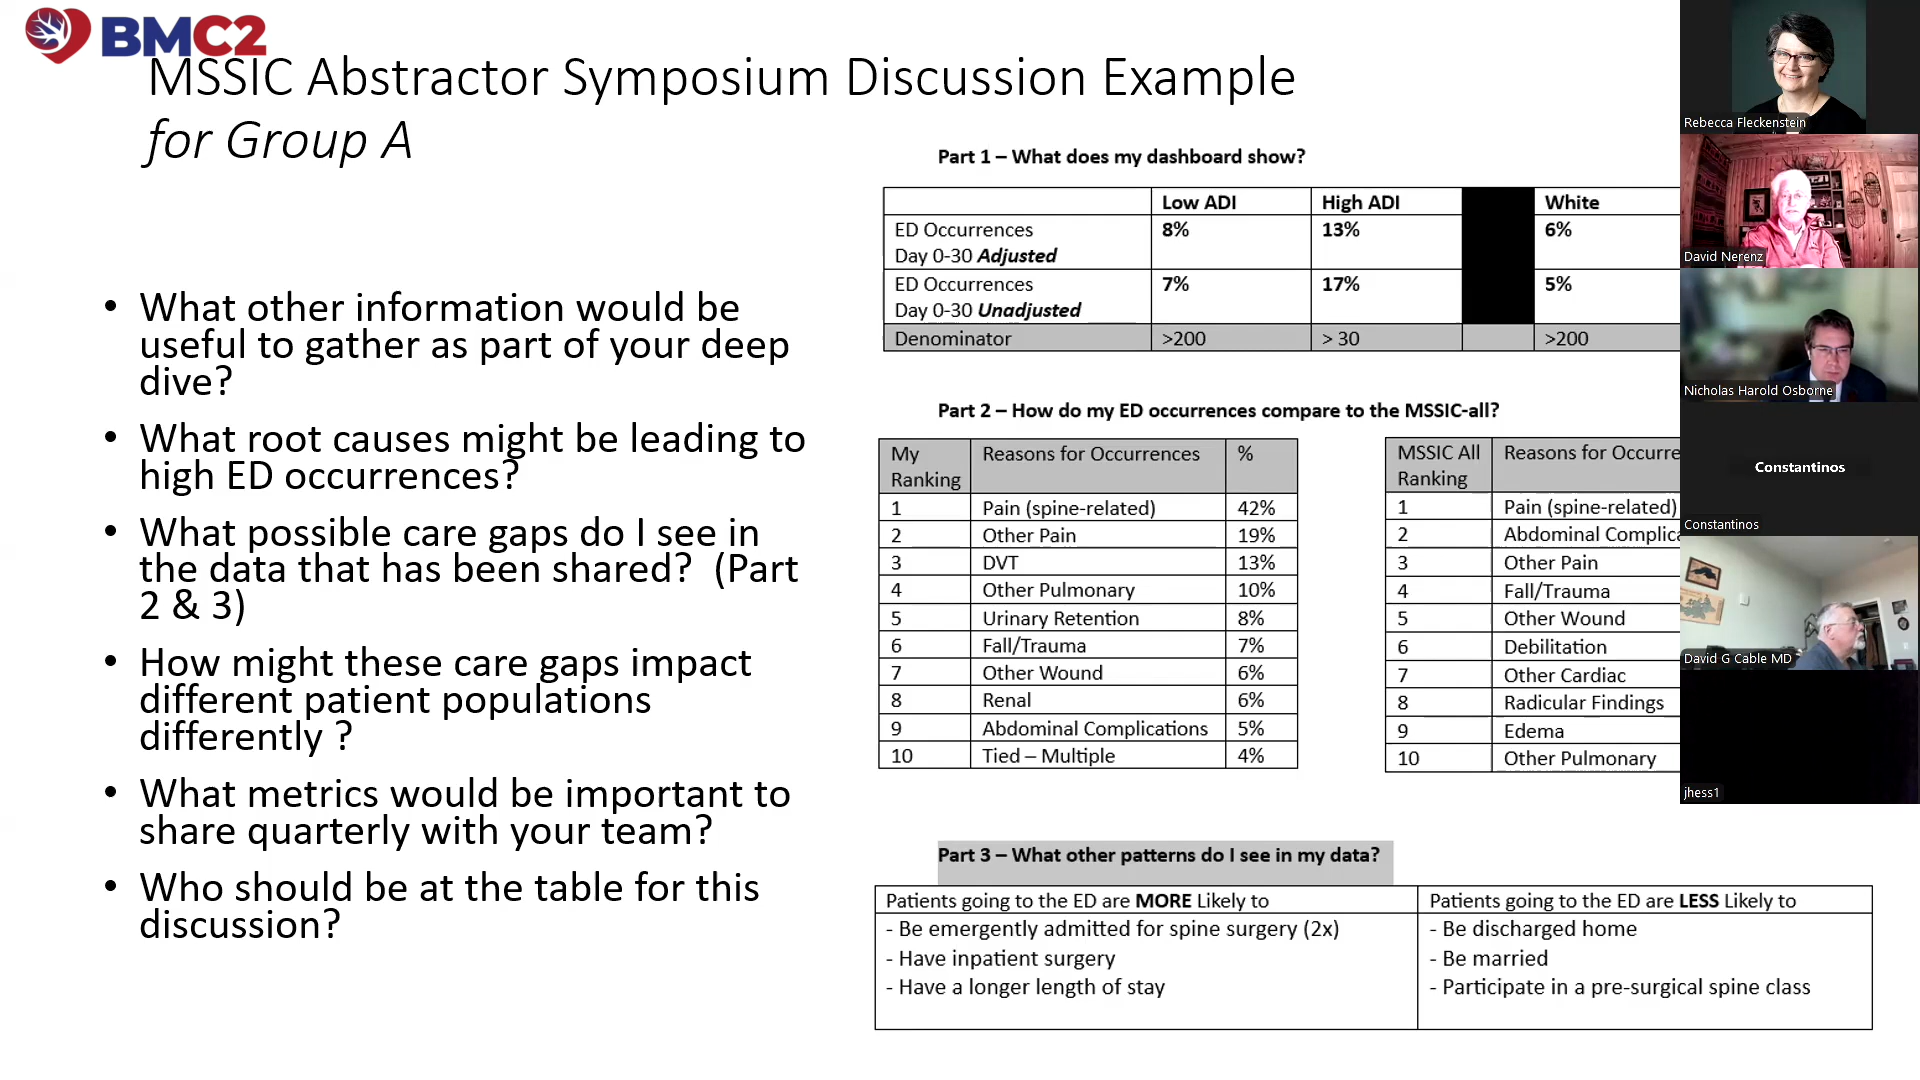 BMC2
MSSIC Abstractor Symposium Discussion Example
for Group A
• What other information would be
useful to gather as part of your deep
dive?
• What root causes might be leading to
high ED occurrences?
• What possible care gaps do I see in
the data that has been shared? (Part
2 & 3)
• How might these care gaps impact
different patient populations
differently ?
• What metrics would be important to
share quarterly with your team?
• Who should be at the table for this
discussion?
Part 1 – What does my dashboard show?
Low ADI High ADI White
ED Occurrences 8% 13% 6%
Day 0-30 Adjusted
ED Occurrences 7% 17% 5%
Day 0-30 Unadjusted
Denominator >200 > 30 >200
Part 2 – How do my ED occurrences compare to the MSSIC-all?
My Reasons for Occurrences %
Ranking
1 Pain (spine-related) 42%
2 Other Pain 19%
3 DVT 13%
4 Other Pulmonary 10%
5 Urinary Retention 8%
6 Fall/Trauma 7%
7 Other Wound 6%
8 Renal 6%
9 Abdominal Complications 5%
10 Tied – Multiple 4%
MSSIC All Reasons for Occurre
Ranking
1 Pain (spine-related)
2 Abdominal Complica
3 Other Pain
4 Fall/Trauma
5 Other Wound
6 Debilitation
7 Other Cardiac
8 Radicular Findings
9 Edema
10 Other Pulmonary
Part 3 – What other patterns do I see in my data?
Patients going to the ED are MORE Likely to
- Be emergently admitted for spine surgery (2x)
- Have inpatient surgery
- Have a longer length of stay
Patients going to the ED are LESS Likely to
- Be discharged home
- Be married
- Participate in a pre-surgical spine class
Rebecca Fleckenstein
David Nerenz
Nicholas Harold Osborne
Constantinos
Constantinos
David G Cable MD
jhess1